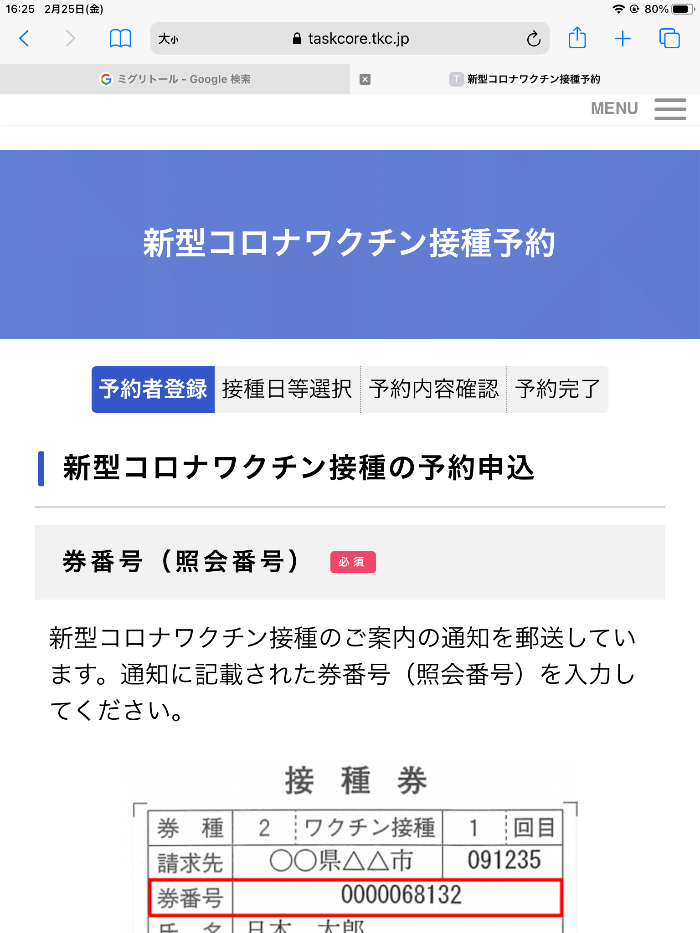 16:25 2月25日(金) 80%
大小 taskcore.tkc.jp
ミグリトール - Google 検索 T 新型コロナワクチン接種予約
MENU
新型コロナワクチン接種予約
予約者登録 接種日等選択 予約内容確認 予約完了
新型コロナワクチン接種の予約申込
券番号（照会番号） 必須
新型コロナワクチン接種のご案内の通知を郵送してい
ます。通知に記載された券番号（照会番号）を入力し
てください。
接種券
券種 2 ワクチン接種 1 回目
請求先 〇〇県△△市 091235
券番号 0000068132
氏名 日本 太郎